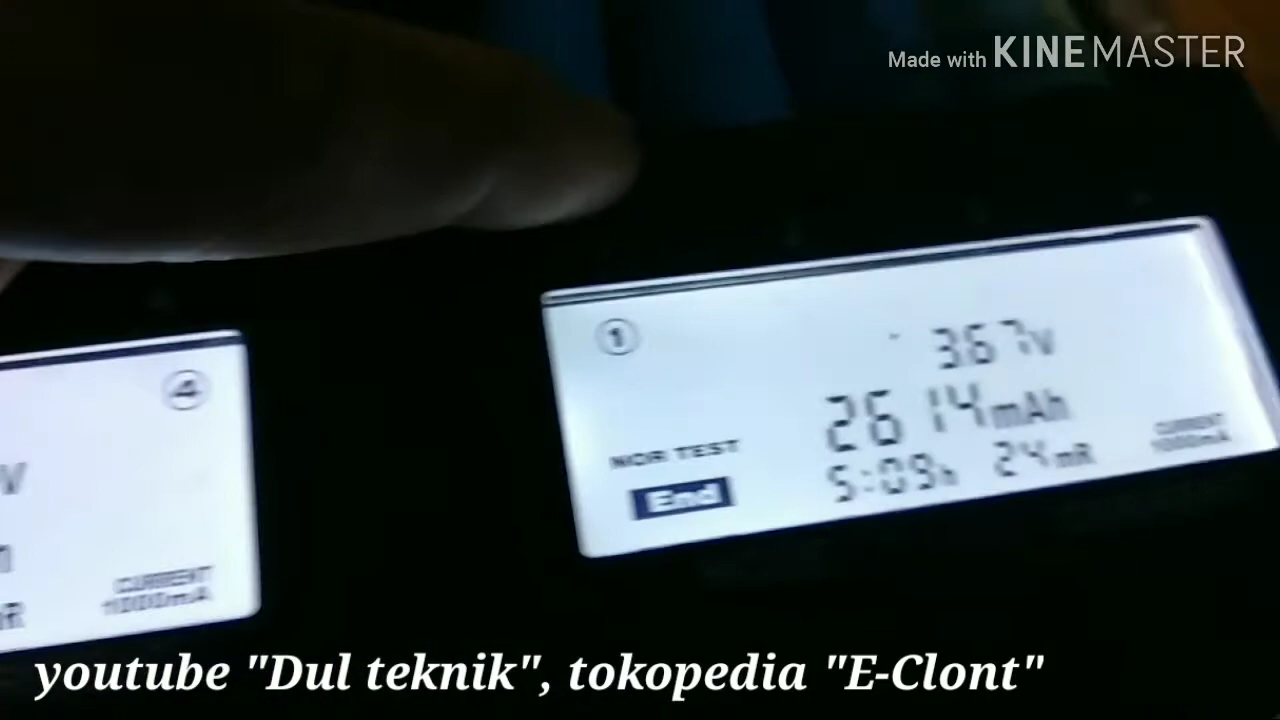 Made with KINEMASTER
①
3.67V
2614mAh
NOR TEST
End
5:09h 24mR
CURRENT
1000mA
④
V
CURRENT
1000mA
youtube "Dul teknik", tokopedia "E-Clont"